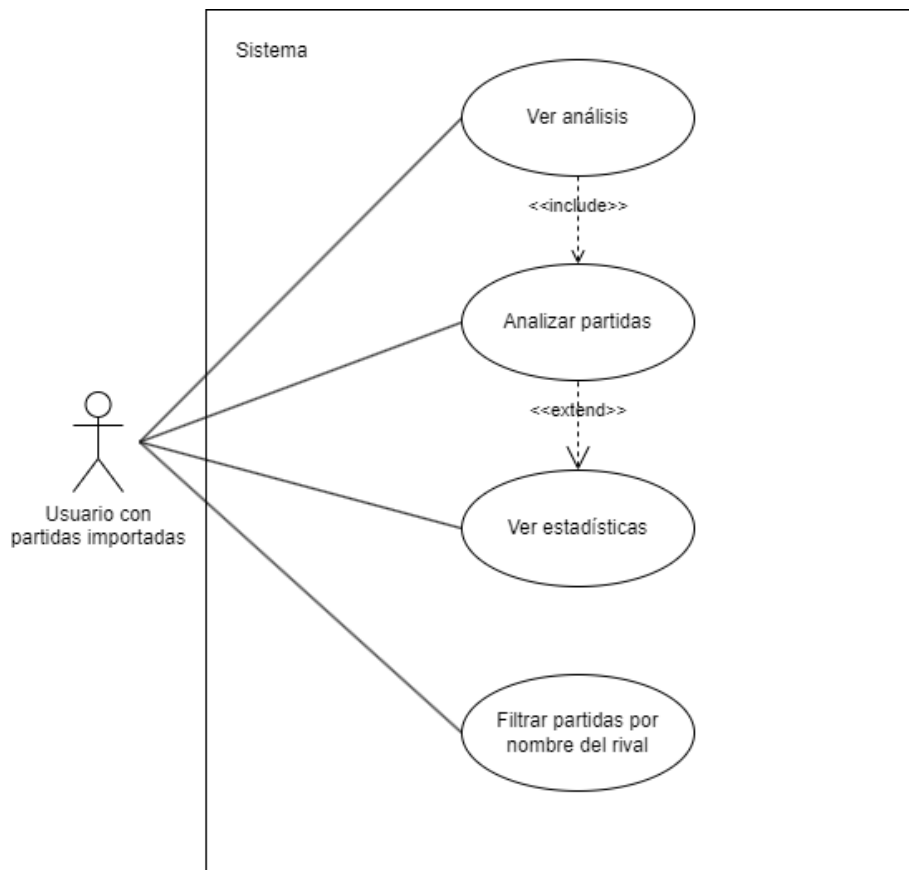 Sistema
Ver análisis
<<include>>
Analizar partidas
<<extend>>
Usuario con
partidas importadas
Ver estadísticas
Filtrar partidas por
nombre del rival